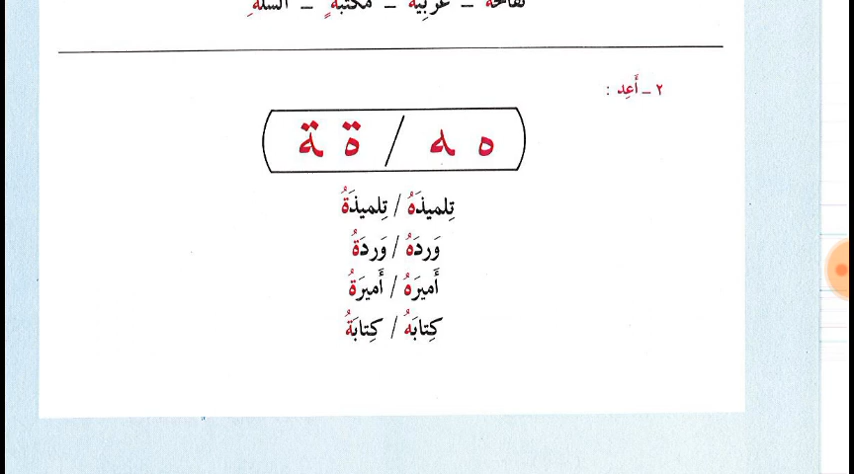 ٢ ـ أَعِد :
ه ـه / ة ـة
تِلميذَهُ / تِلميذَةُ
وَردَهُ / وَردَةُ
أَميرَهُ / أَميرَةُ
كِتابَهُ / كِتابَةُ